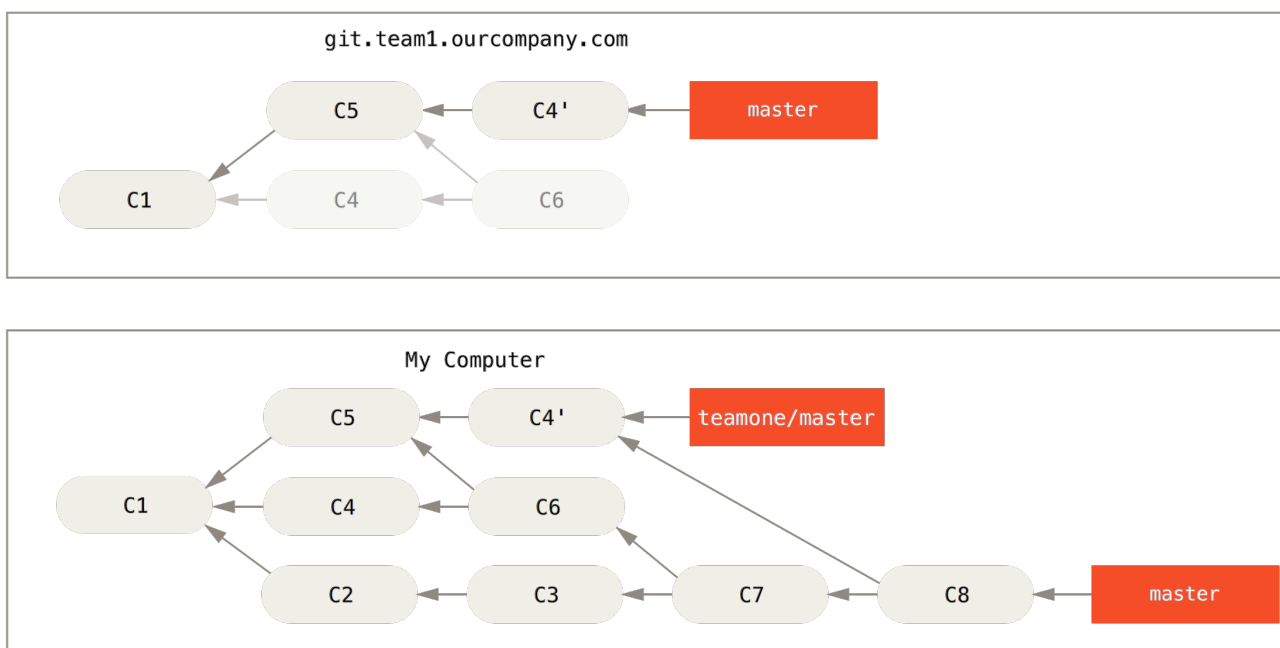 git.team1.ourcompany.com
C5
C4'
master
C1
C4
C6
My Computer
C5
C4'
teamone/master
C1
C4
C6
C2
C3
C7
C8
master